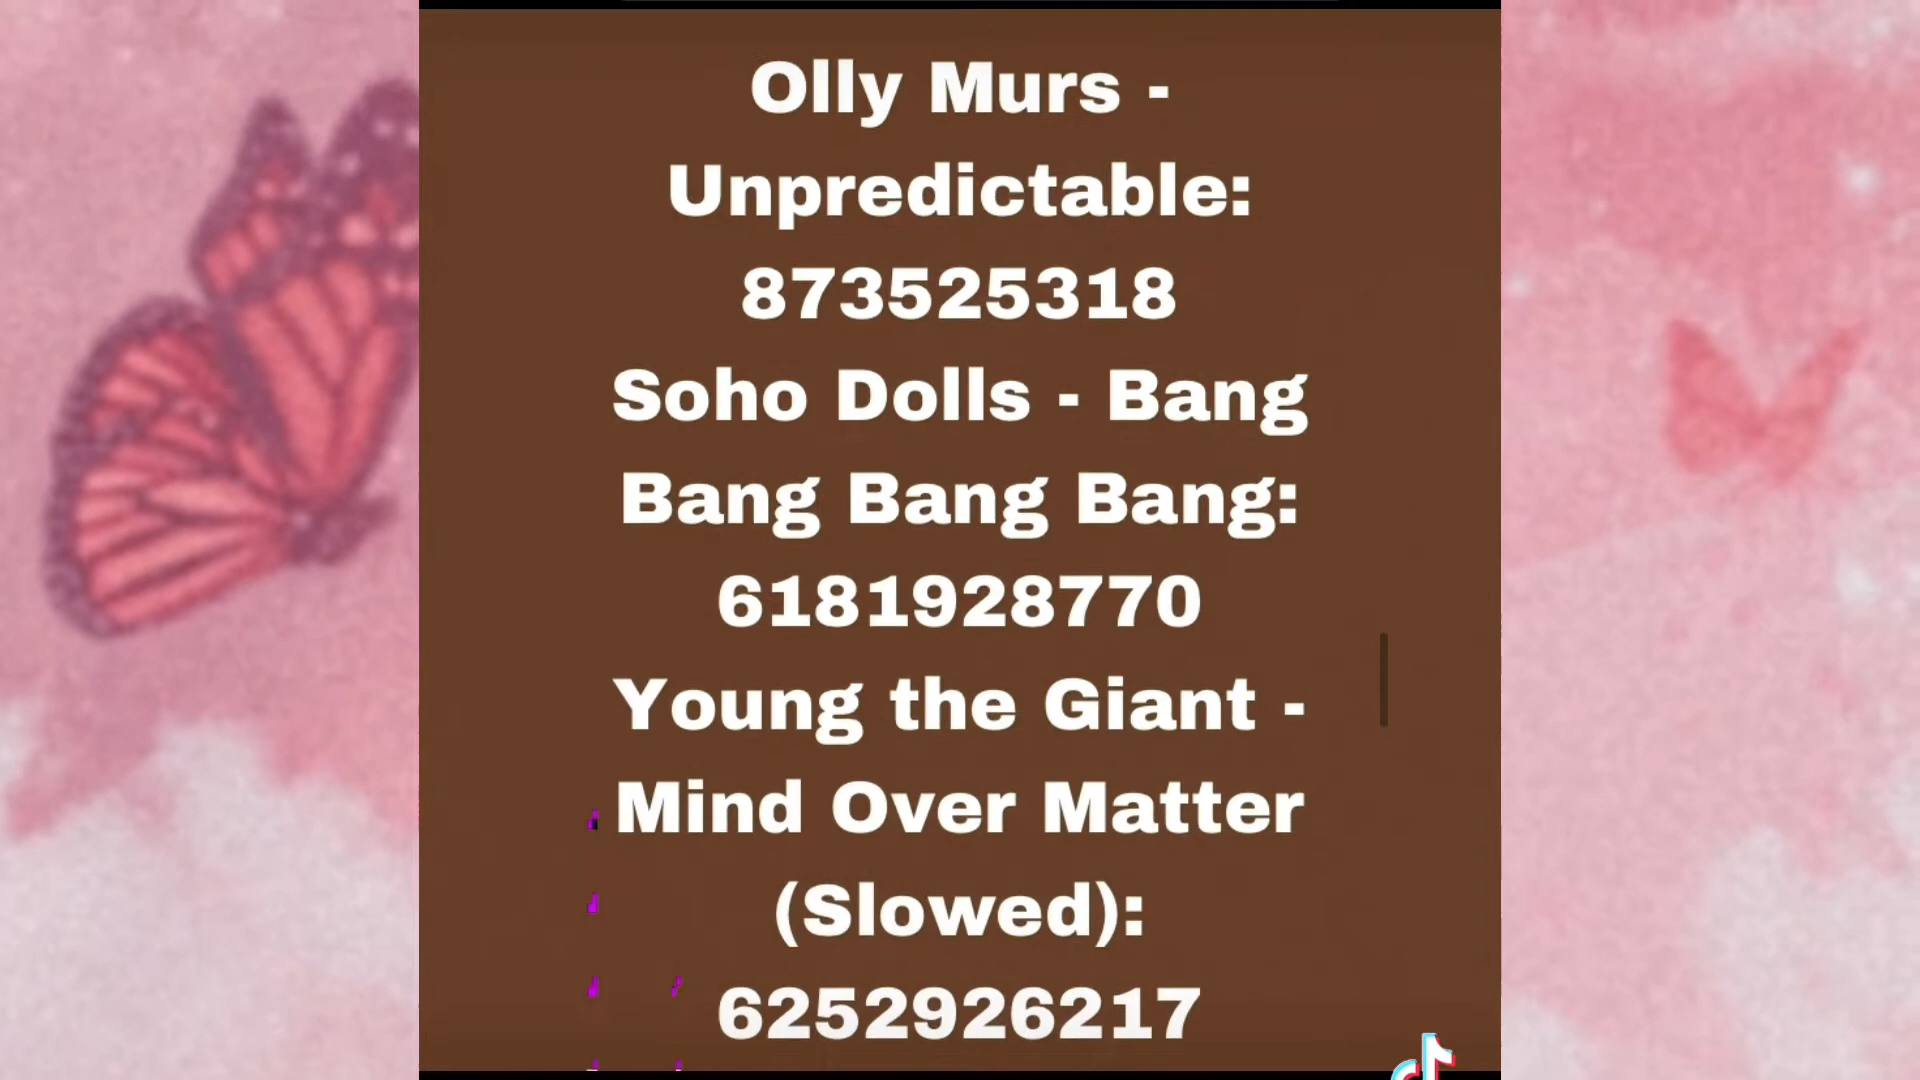 Olly Murs -
Unpredictable:
873525318
Soho Dolls - Bang
Bang Bang Bang:
6181928770
Young the Giant -
Mind Over Matter
(Slowed):
6252926217